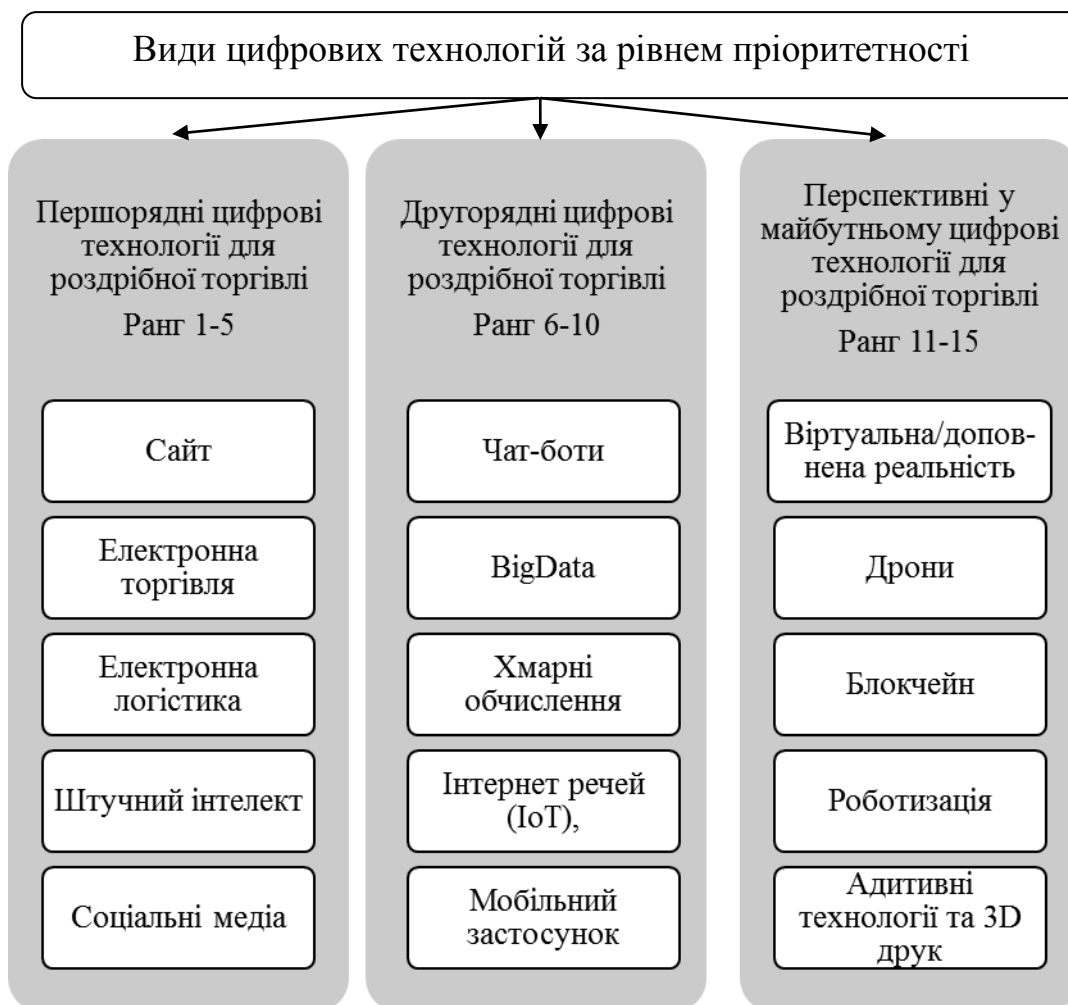 Види цифрових технологій за рівнем пріоритетності
Першорядні цифрові
технології для
роздрібної торгівлі
Ранг 1-5
Сайт
Електронна
торгівля
Електронна
логістика
Штучний інтелект
Соціальні медіа
Другорядні цифрові
технології для
роздрібної торгівлі
Ранг 6-10
Чат-боти
BigData
Хмарні
обчислення
Інтернет речей
(IoT),
Мобільний
застосунок
Перспективні у
майбутньому цифрові
технології для
роздрібної торгівлі
Ранг 11-15
Віртуальна/допов-
нена реальність
Дрони
Блокчейн
Роботизація
Адитивні
технології та 3D
друк